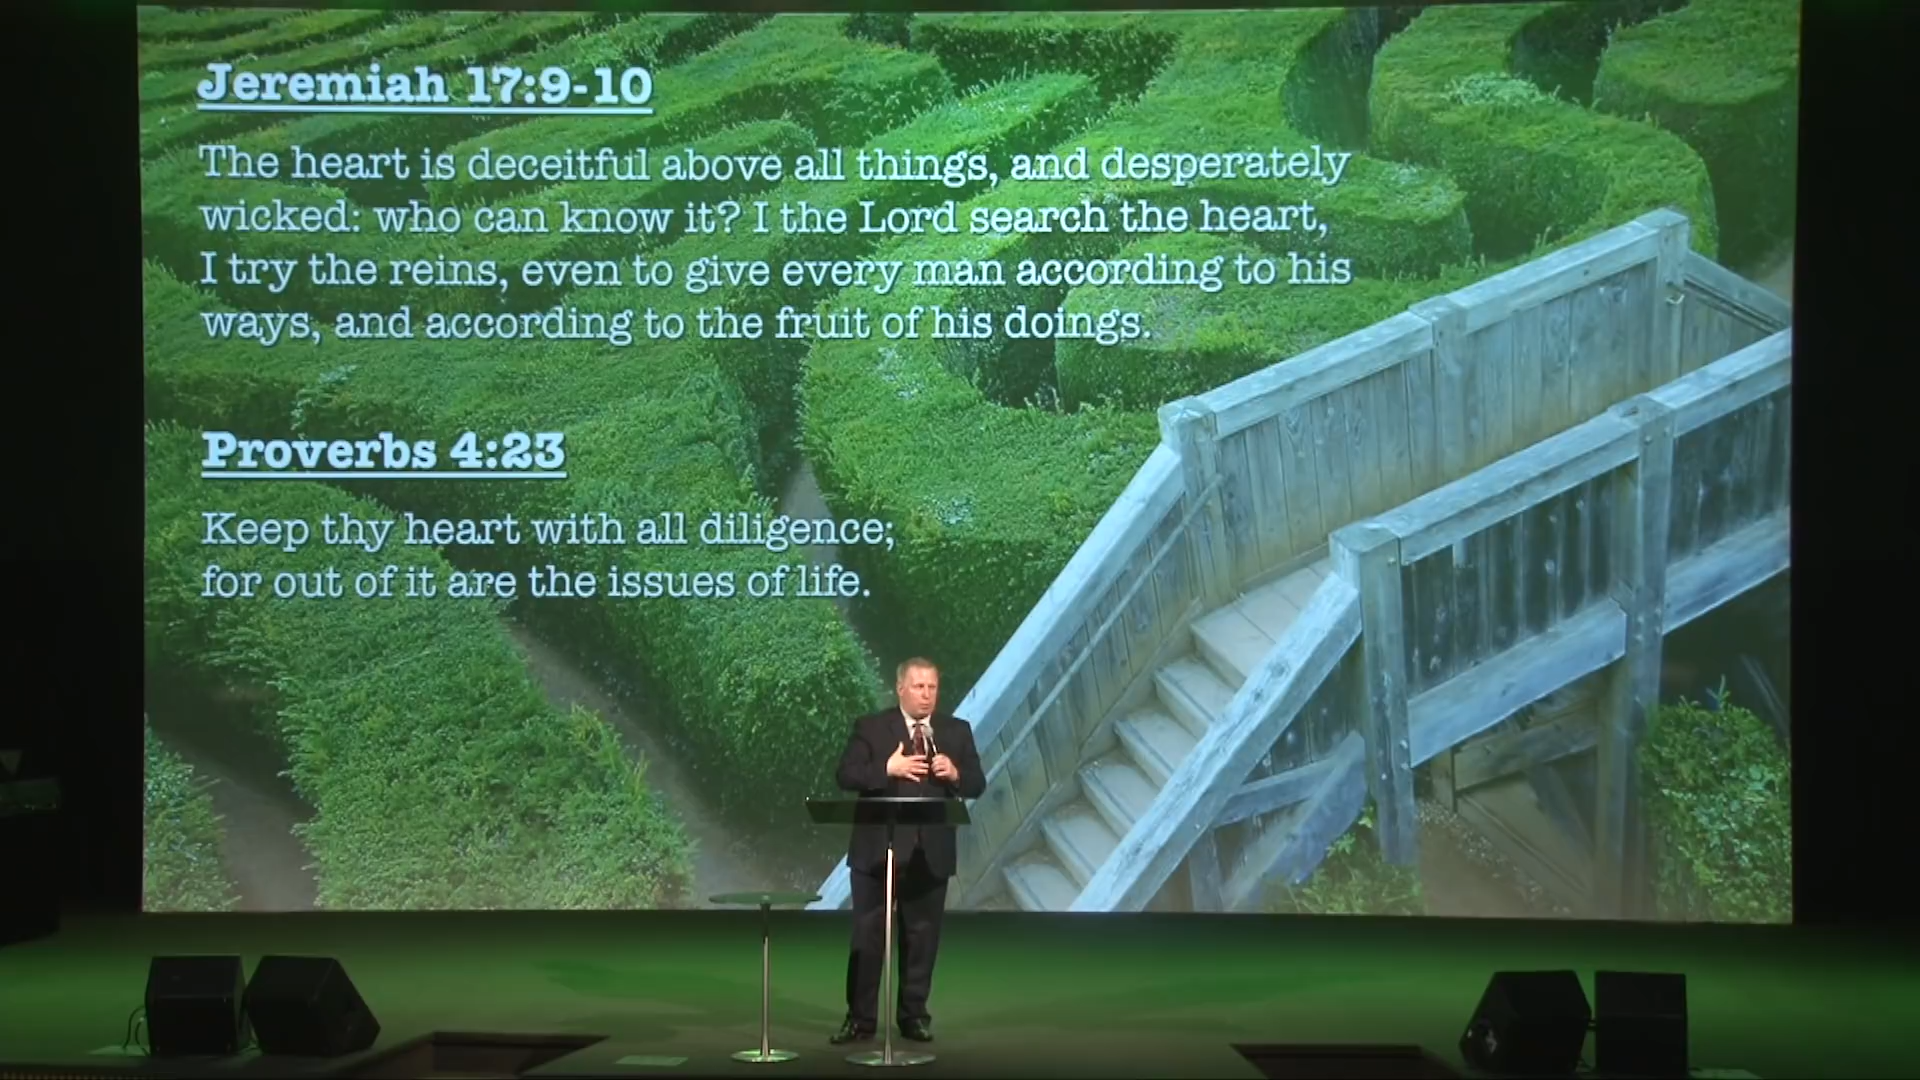 Jeremiah 17:9-10
The heart is deceitful above all things, and desperately
wicked: who can know it? I the Lord search the heart,
I try the reins, even to give every man according to his
ways, and according to the fruit of his doings.
Proverbs 4:23
Keep thy heart with all diligence;
for out of it are the issues of life.